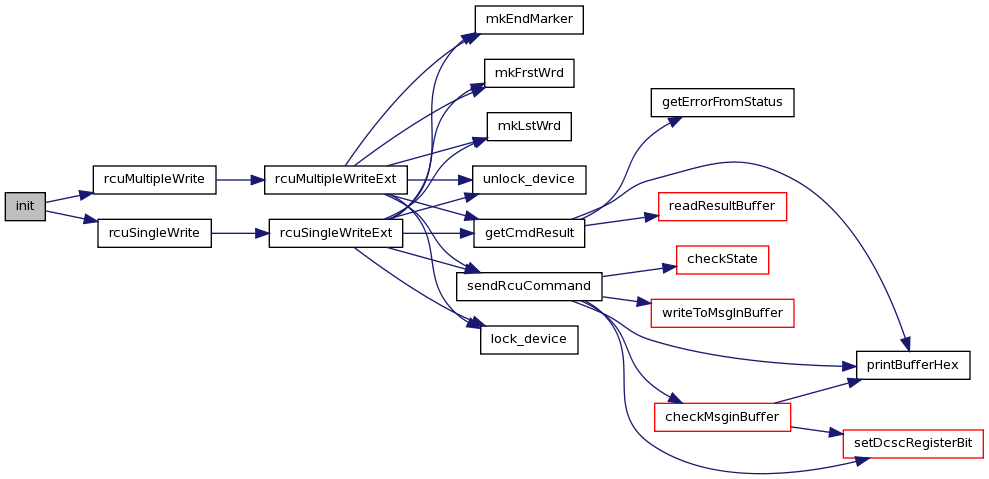 init
rcuMultipleWrite
rcuSingleWrite
rcuMultipleWriteExt
rcuSingleWriteExt
mkEndMarker
mkFrstWrd
mkLstWrd
unlock_device
getCmdResult
sendRcuCommand
lock_device
getErrorFromStatus
readResultBuffer
checkState
writeToMsgInBuffer
checkMsginBuffer
printBufferHex
setDcscRegisterBit